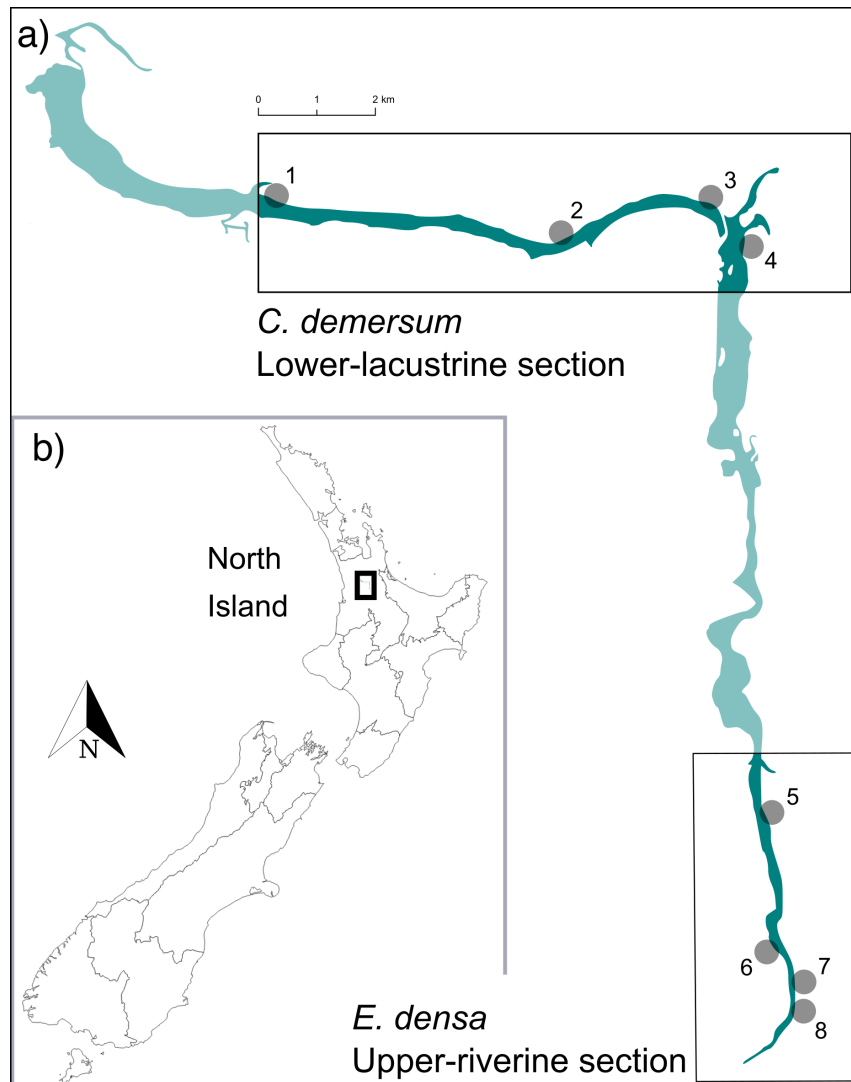 a)
0 1 2 km
1
2
3
4
C. demersum
Lower-lacustrine section
b)
North
Island
N
5
6
7
8
E. densa
Upper-riverine section